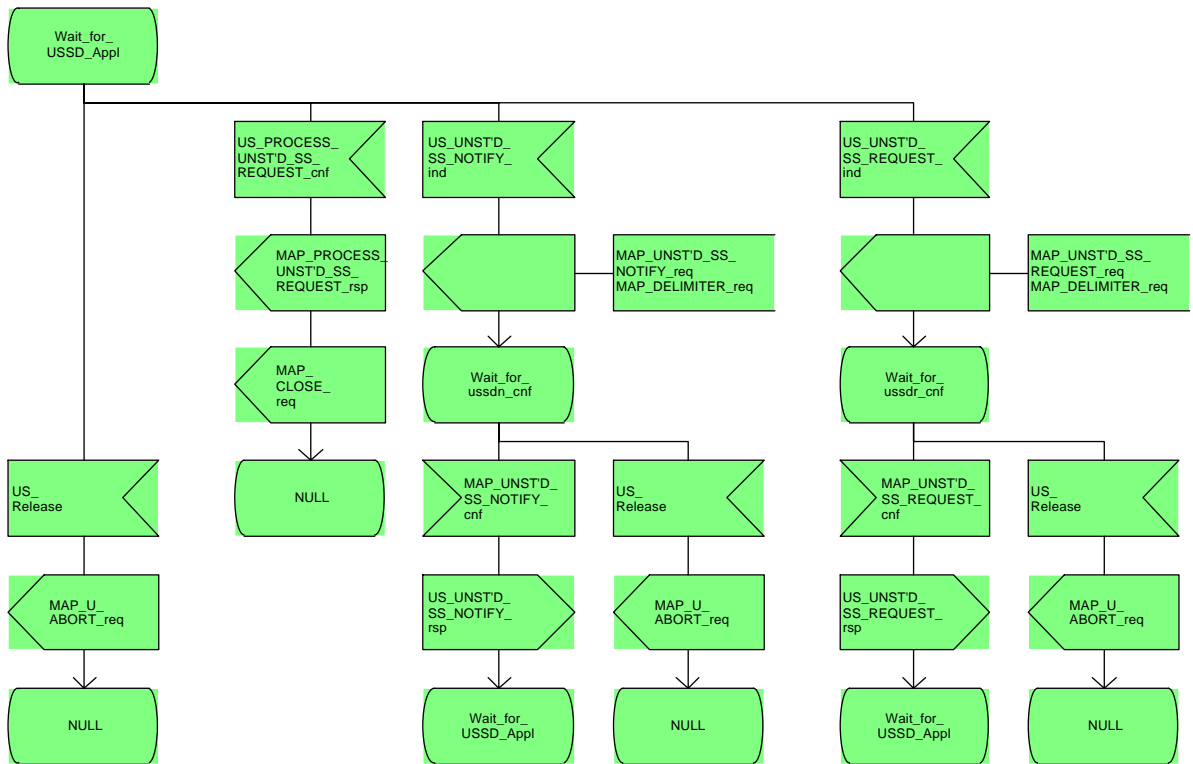 Wait_for_
USSD_Appl
US_PROCESS_
UNST'D_SS_
REQUEST_cnf
US_UNST'D_
SS_NOTIFY_
ind
US_UNST'D_
SS_REQUEST_
ind
MAP_PROCESS_
UNST'D_SS_
REQUEST_rsp
MAP_UNST'D_SS_
NOTIFY_req
MAP_DELIMITER_req
MAP_UNST'D_SS_
REQUEST_req
MAP_DELIMITER_req
MAP_
CLOSE_
req
Wait_for_
ussdn_cnf
Wait_for_
ussdr_cnf
US_
Release
NULL
MAP_UNST'D_
SS_NOTIFY_
cnf
US_
Release
MAP_UNST'D_
SS_REQUEST_
cnf
US_
Release
MAP_U_
ABORT_req
US_UNST'D_
SS_NOTIFY_
rsp
MAP_U_
ABORT_req
US_UNST'D_
SS_REQUEST_
rsp
MAP_U_
ABORT_req
NULL
Wait_for_
USSD_Appl
NULL
Wait_for_
USSD_Appl
NULL